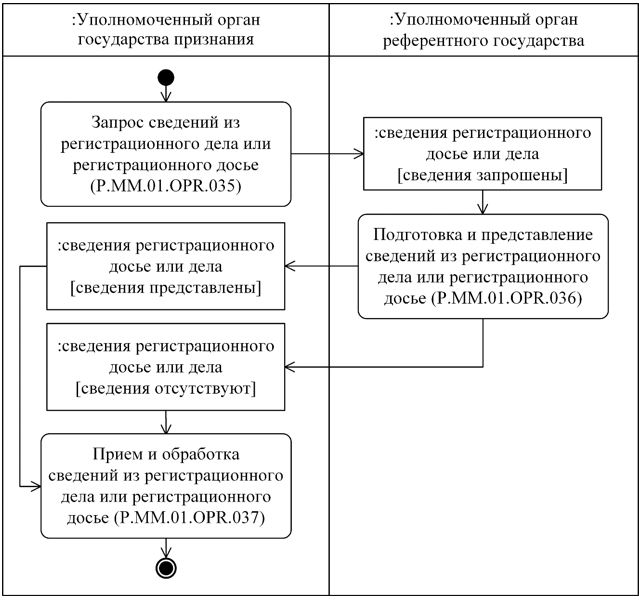 :Уполномоченный орган
государства признания
:Уполномоченный орган
референтного государства
Запрос сведений из
регистрационного дела или
регистрационного досье
(P.MM.01.OPR.035)
:сведения регистрационного
досье или дела
[сведения запрошены]
Подготовка и представление
сведений из регистрационного
дела или регистрационного
досье (P.MM.01.OPR.036)
:сведения регистрационного
досье или дела
[сведения представлены]
:сведения регистрационного
досье или дела
[сведения отсутствуют]
Прием и обработка
сведений из регистрационного
дела или регистрационного
досье (P.MM.01.OPR.037)